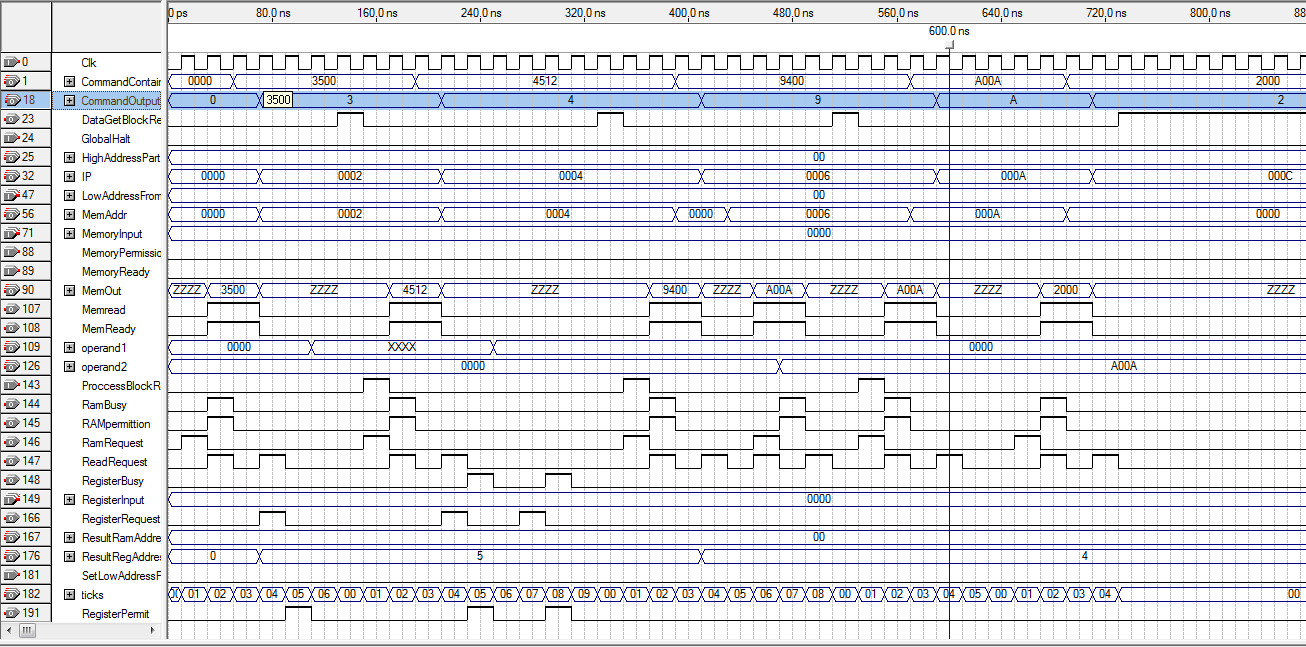 0 ps 80.0 ns 160.0 ns 240.0 ns 320.0 ns 400.0 ns 480.0 ns 560.0 ns 640.0 ns 720.0 ns 800.0 ns 88
600.0 ns
0 Clk
1 CommandContair 0000 3500 4512 9400 A00A 2000
18 CommandOutput 0 3500 3 4 9 A 2
23 DataGetBlockRe
24 GlobalHalt
25 HighAddressPart 00
32 IP 0000 0002 0004 0006 000A 000C
47 LowAddressFrom 00
56 MemAddr 0000 0002 0004 0000 0006 000A 0000
71 MemoryInput 0000
88 MemoryPermissic
89 MemoryReady
90 MemOut ZZZZ 3500 ZZZZ 4512 ZZZZ 9400 ZZZZ A00A ZZZZ A00A ZZZZ 2000 ZZZZ
107 Memread
108 MemReady
109 operand1 0000 XXXX 0000
126 operand2 0000 A00A
143 ProccessBlockR
144 RamBusy
145 RAMpermittion
146 RamRequest
147 ReadRequest
148 RegisterBusy
149 RegisterInput 0000
166 RegisterRequest
167 ResultRamAddre 00
176 ResultRegAddre 0 5 4
181 SetLowAddressF
182 ticks 01 02 03 04 05 06 00 01 02 03 04 05 06 07 08 09 00 01 02 03 04 05 06 07 08 00 01 02 03 04 05 00 01 02 03 04 00
191 RegisterPermit